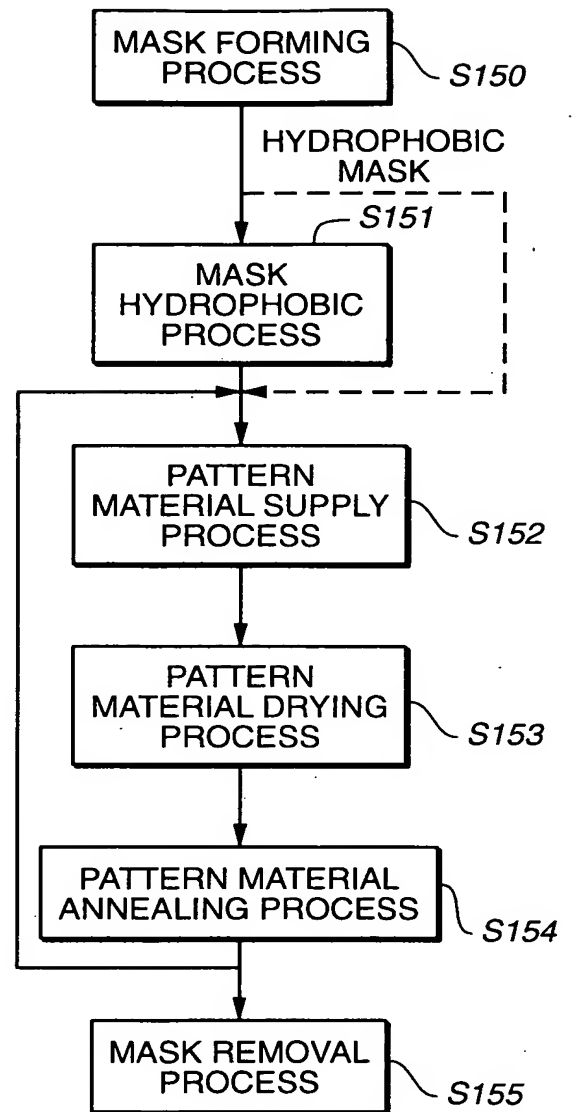 MASK FORMING
PROCESS
S150
HYDROPHOBIC
MASK
S151
MASK
HYDROPHOBIC
PROCESS
PATTERN
MATERIAL SUPPLY
PROCESS
S152
PATTERN
MATERIAL DRYING
PROCESS
S153
PATTERN MATERIAL
ANNEALING PROCESS
S154
MASK REMOVAL
PROCESS
S155